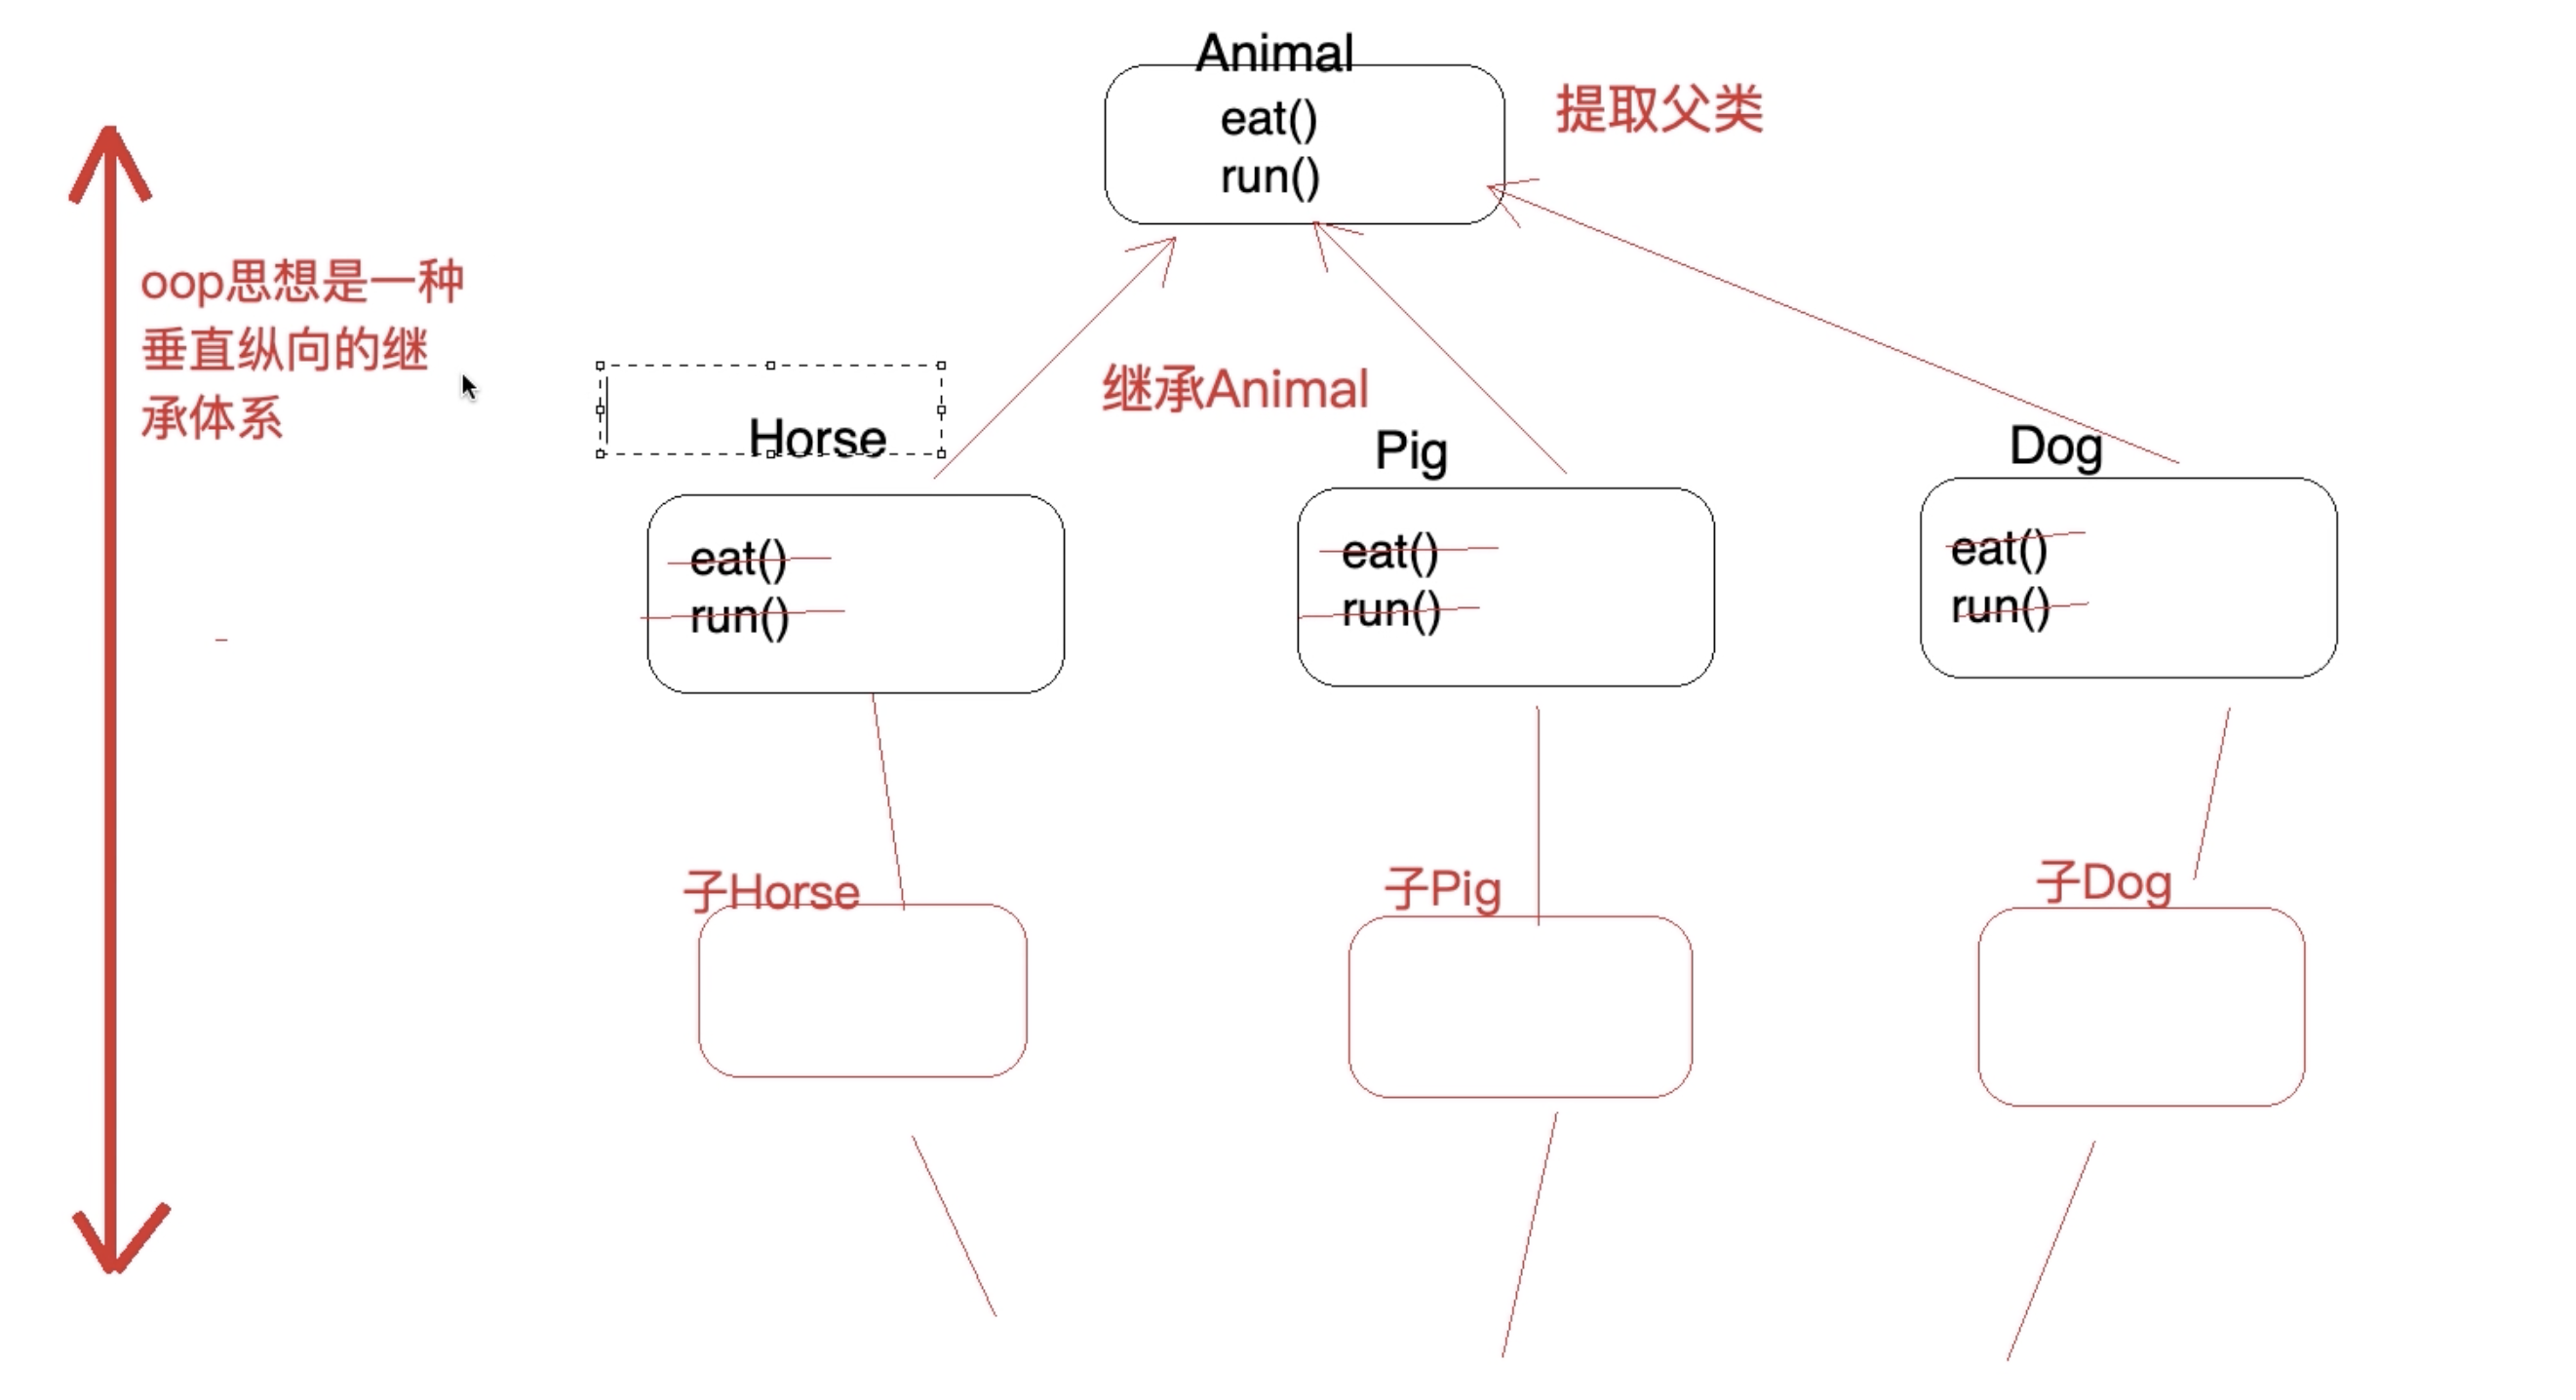 Animal
eat()
run()
提取父类
oop思想是一种
垂直纵向的继
承体系
继承Animal
Horse
Pig
Dog
eat()
run()
eat()
run()
eat()
run()
子Horse
子Pig
子Dog